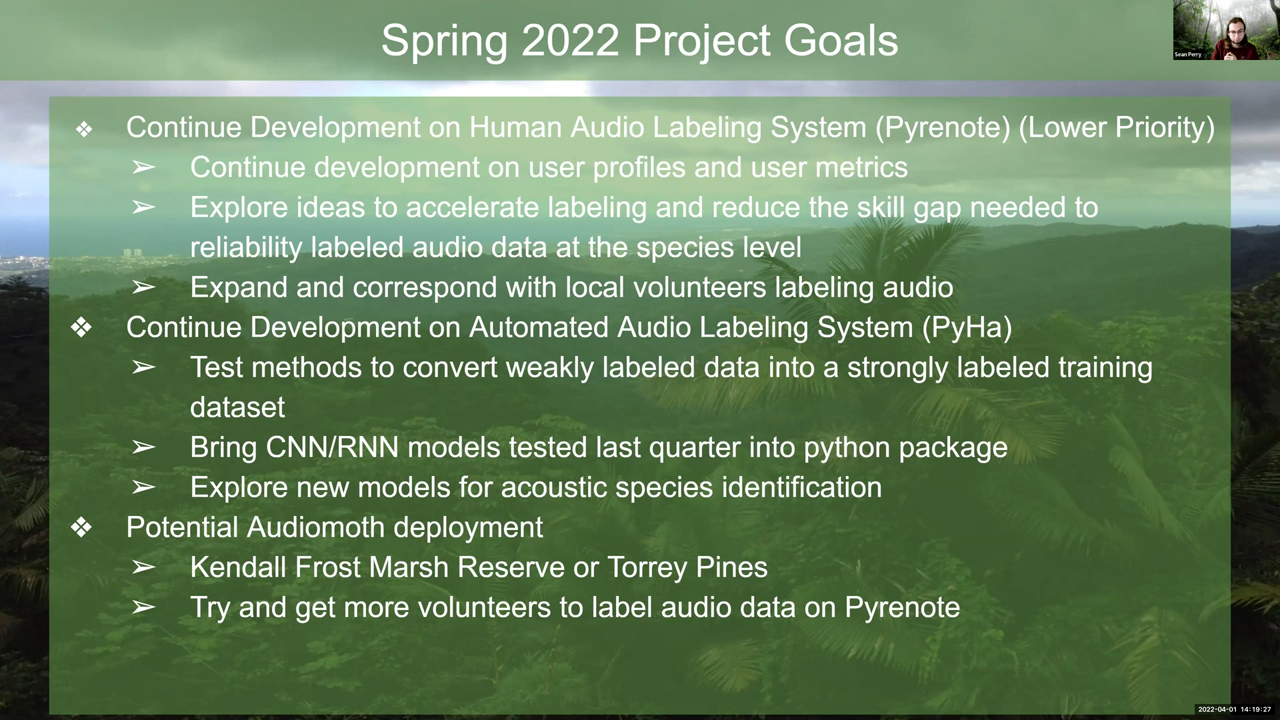 Spring 2022 Project Goals
Sean Perry
❖ Continue Development on Human Audio Labeling System (Pyrenote) (Lower Priority)
➢ Continue development on user profiles and user metrics
➢ Explore ideas to accelerate labeling and reduce the skill gap needed to
reliability labeled audio data at the species level
➢ Expand and correspond with local volunteers labeling audio
❖ Continue Development on Automated Audio Labeling System (PyHa)
➢ Test methods to convert weakly labeled data into a strongly labeled training
dataset
➢ Bring CNN/RNN models tested last quarter into python package
➢ Explore new models for acoustic species identification
❖ Potential Audiomoth deployment
➢ Kendall Frost Marsh Reserve or Torrey Pines
➢ Try and get more volunteers to label audio data on Pyrenote
2022-04-01 14:19:27